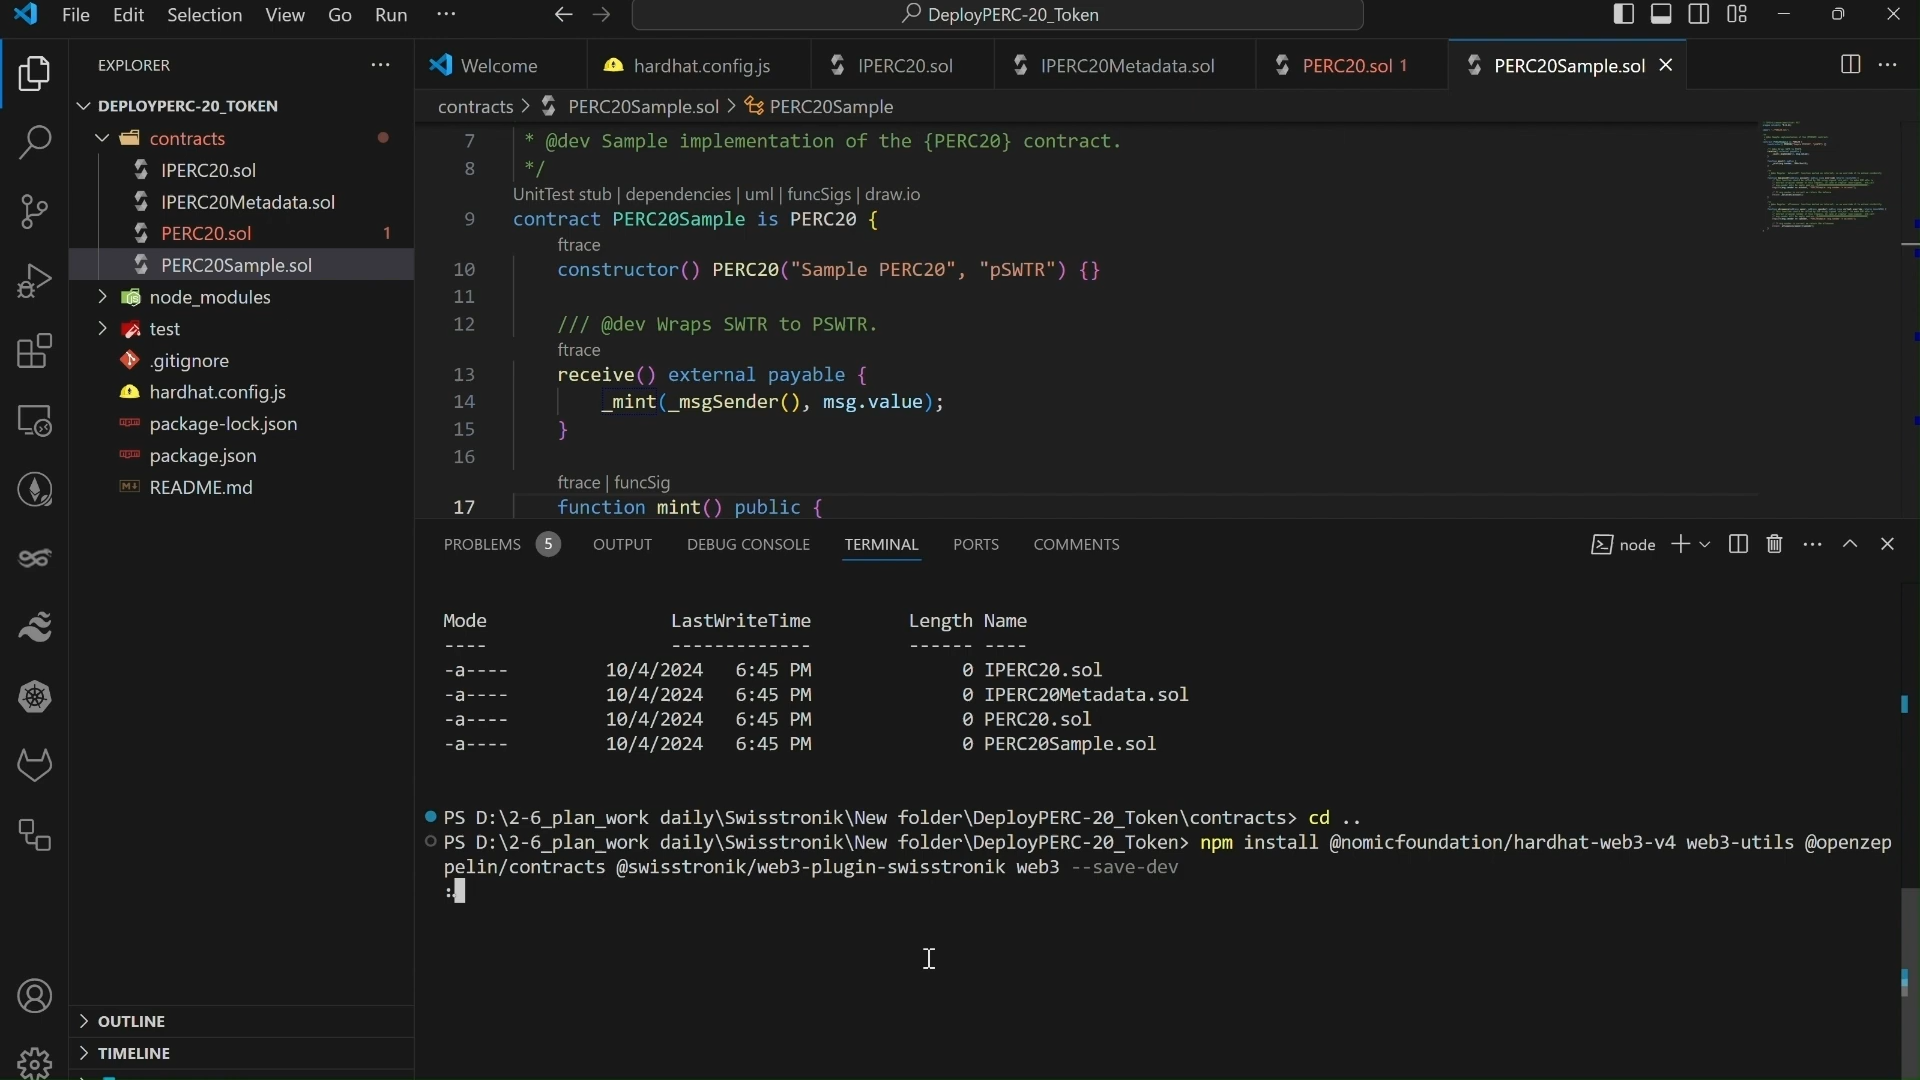 File Edit Selection View Go Run ···
DeployPERC-20_Token
EXPLORER ···
Welcome hardhat.config.js IPERC20.sol IPERC20Metadata.sol PERC20.sol 1 PERC20Sample.sol
DEPLOYPERC-20_TOKEN
contracts
IPERC20.sol
IPERC20Metadata.sol
PERC20.sol 1
PERC20Sample.sol
node_modules
test
.gitignore
hardhat.config.js
package-lock.json
package.json
README.md
OUTLINE
TIMELINE
contracts > PERC20Sample.sol > PERC20Sample
7 * @dev Sample implementation of the {PERC20} contract.
8 */
UnitTest stub | dependencies | uml | funcSigs | draw.io
9 contract PERC20Sample is PERC20 {
ftrace
10 constructor() PERC20("Sample PERC20", "pSWTR") {}
11
12 /// @dev Wraps SWTR to PSWTR.
ftrace
13 receive() external payable {
14 _mint(_msgSender(), msg.value);
15 }
16
ftrace | funcSig
17 function mint() public {
PROBLEMS 5 OUTPUT DEBUG CONSOLE TERMINAL PORTS COMMENTS
node
Mode LastWriteTime Length Name
---- ------------- ------ ----
-a---- 10/4/2024 6:45 PM 0 IPERC20.sol
-a---- 10/4/2024 6:45 PM 0 IPERC20Metadata.sol
-a---- 10/4/2024 6:45 PM 0 PERC20.sol
-a---- 10/4/2024 6:45 PM 0 PERC20Sample.sol
PS D:\2-6_plan_work daily\Swisstronik\New folder\DeployPERC-20_Token\contracts> cd ..
PS D:\2-6_plan_work daily\Swisstronik\New folder\DeployPERC-20_Token> npm install @nomicfoundation/hardhat-web3-v4 web3-utils @openzep
pelin/contracts @swisstronik/web3-plugin-swisstronik web3 --save-dev